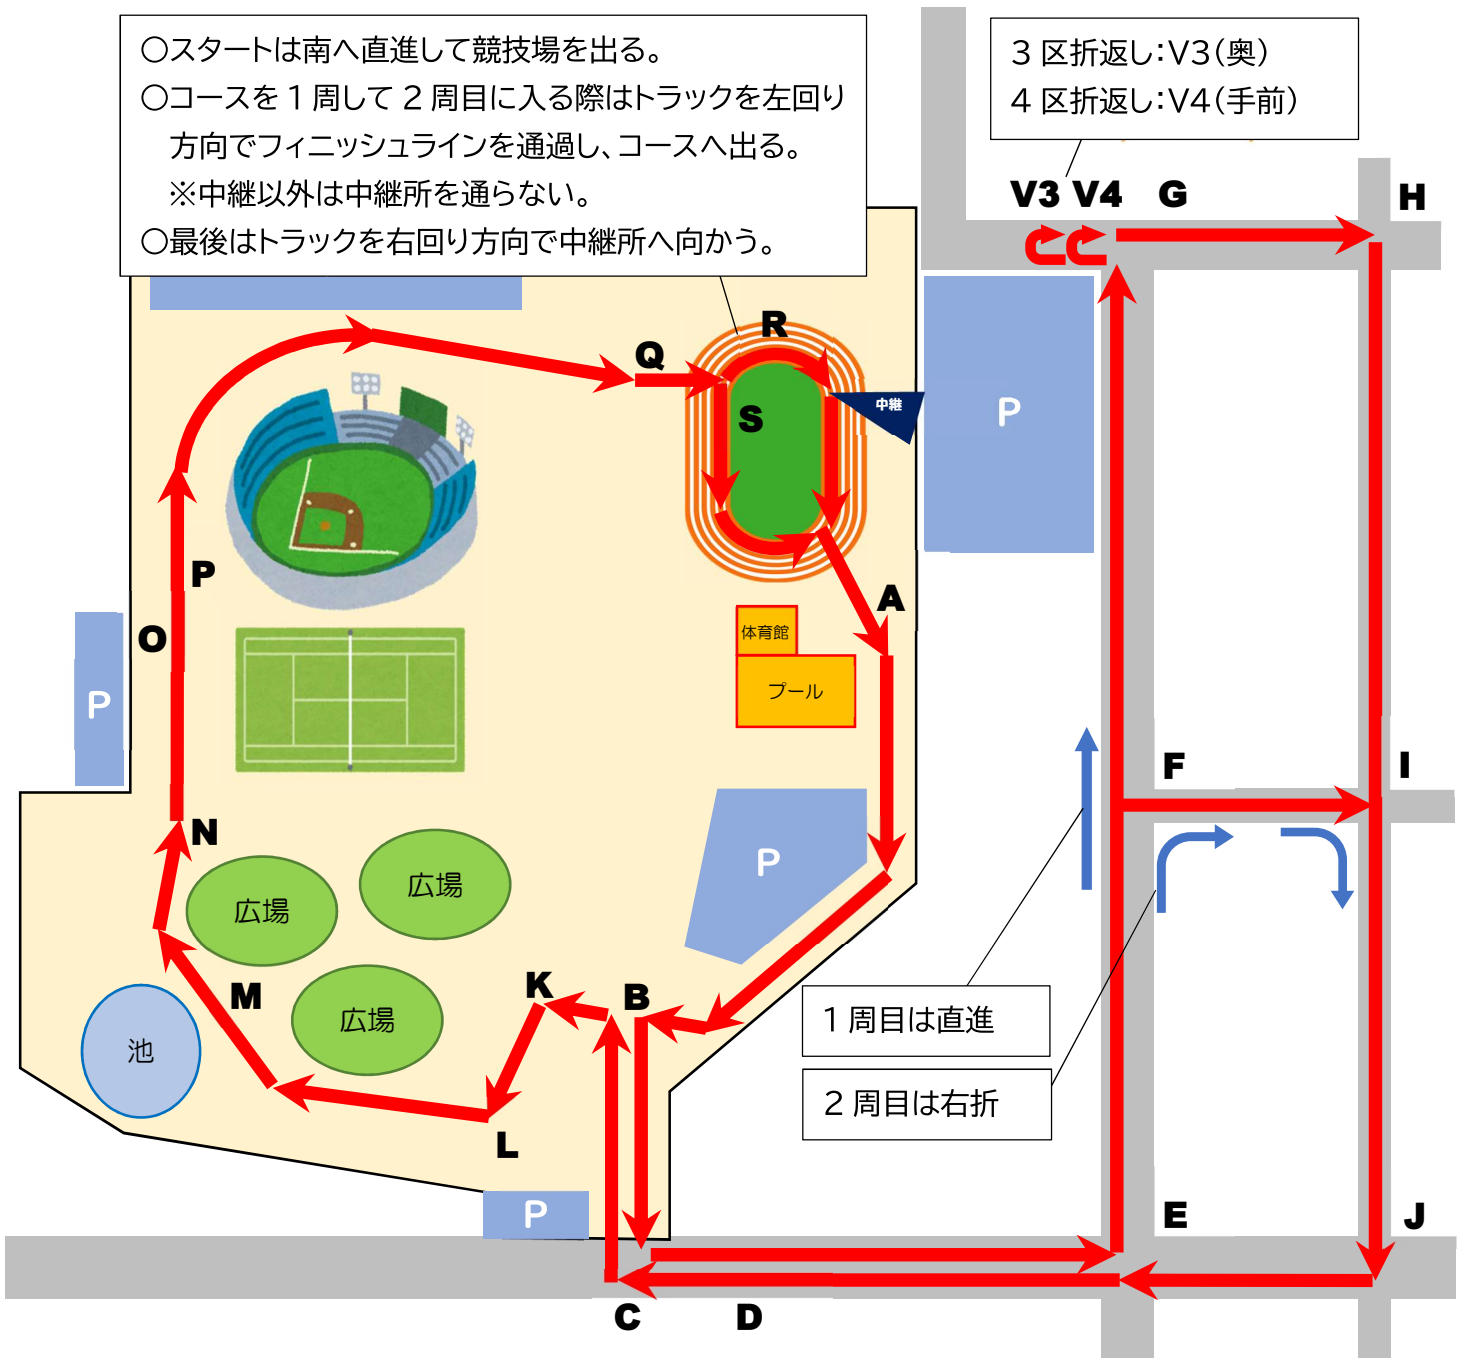 〇スタートは南へ直進して競技場を出る。
〇コースを1周して2周目に入る際はトラックを左回り
方向でフィニッシュラインを通過し、コースへ出る。
※中継以外は中継所を通らない。
〇最後はトラックを右回り方向で中継所へ向かう。
3区折返し：V3（奥）
4区折返し：V4（手前）
V3 V4 G
H
R
Q
中継
P
S
P
A
体育館
O
プール
P
F
I
N
P
広場
広場
K
B
M
1周目は直進
広場
池
2周目は右折
L
P
E
J
C
D